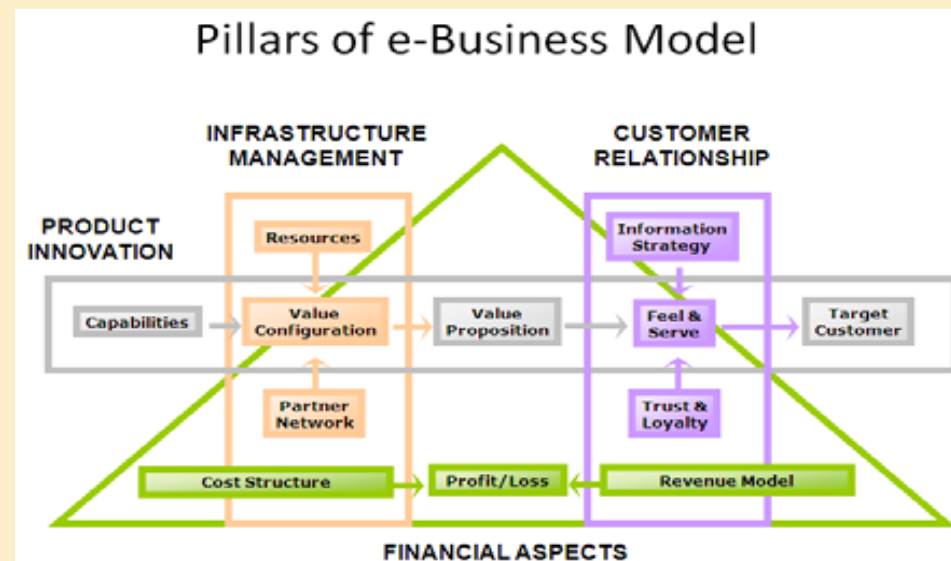 Pillars of e-Business Model
INFRASTRUCTURE
MANAGEMENT
CUSTOMER
RELATIONSHIP
PRODUCT
INNOVATION
Resources
Information
Strategy
Capabilities
Value
Configuration
Value
Proposition
Feel &
Serve
Target
Customer
Partner
Network
Trust &
Loyalty
Cost Structure
Profit/Loss
Revenue Model
FINANCIAL ASPECTS